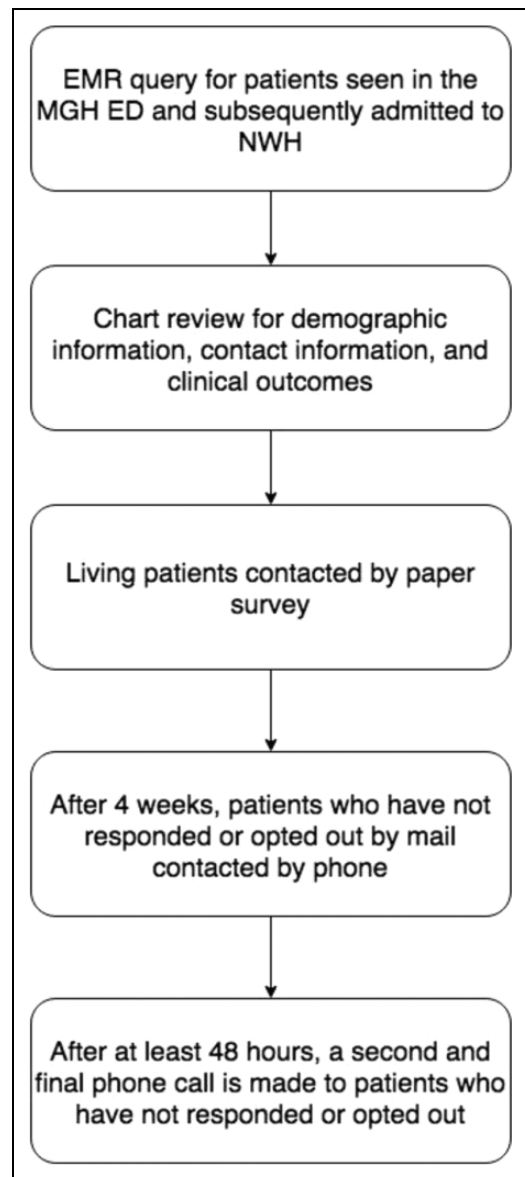 EMR query for patients seen in the
MGH ED and subsequently admitted to
NWH
Chart review for demographic
information, contact information, and
clinical outcomes
Living patients contacted by paper
survey
After 4 weeks, patients who have not
responded or opted out by mail
contacted by phone
After at least 48 hours, a second and
final phone call is made to patients who
have not responded or opted out